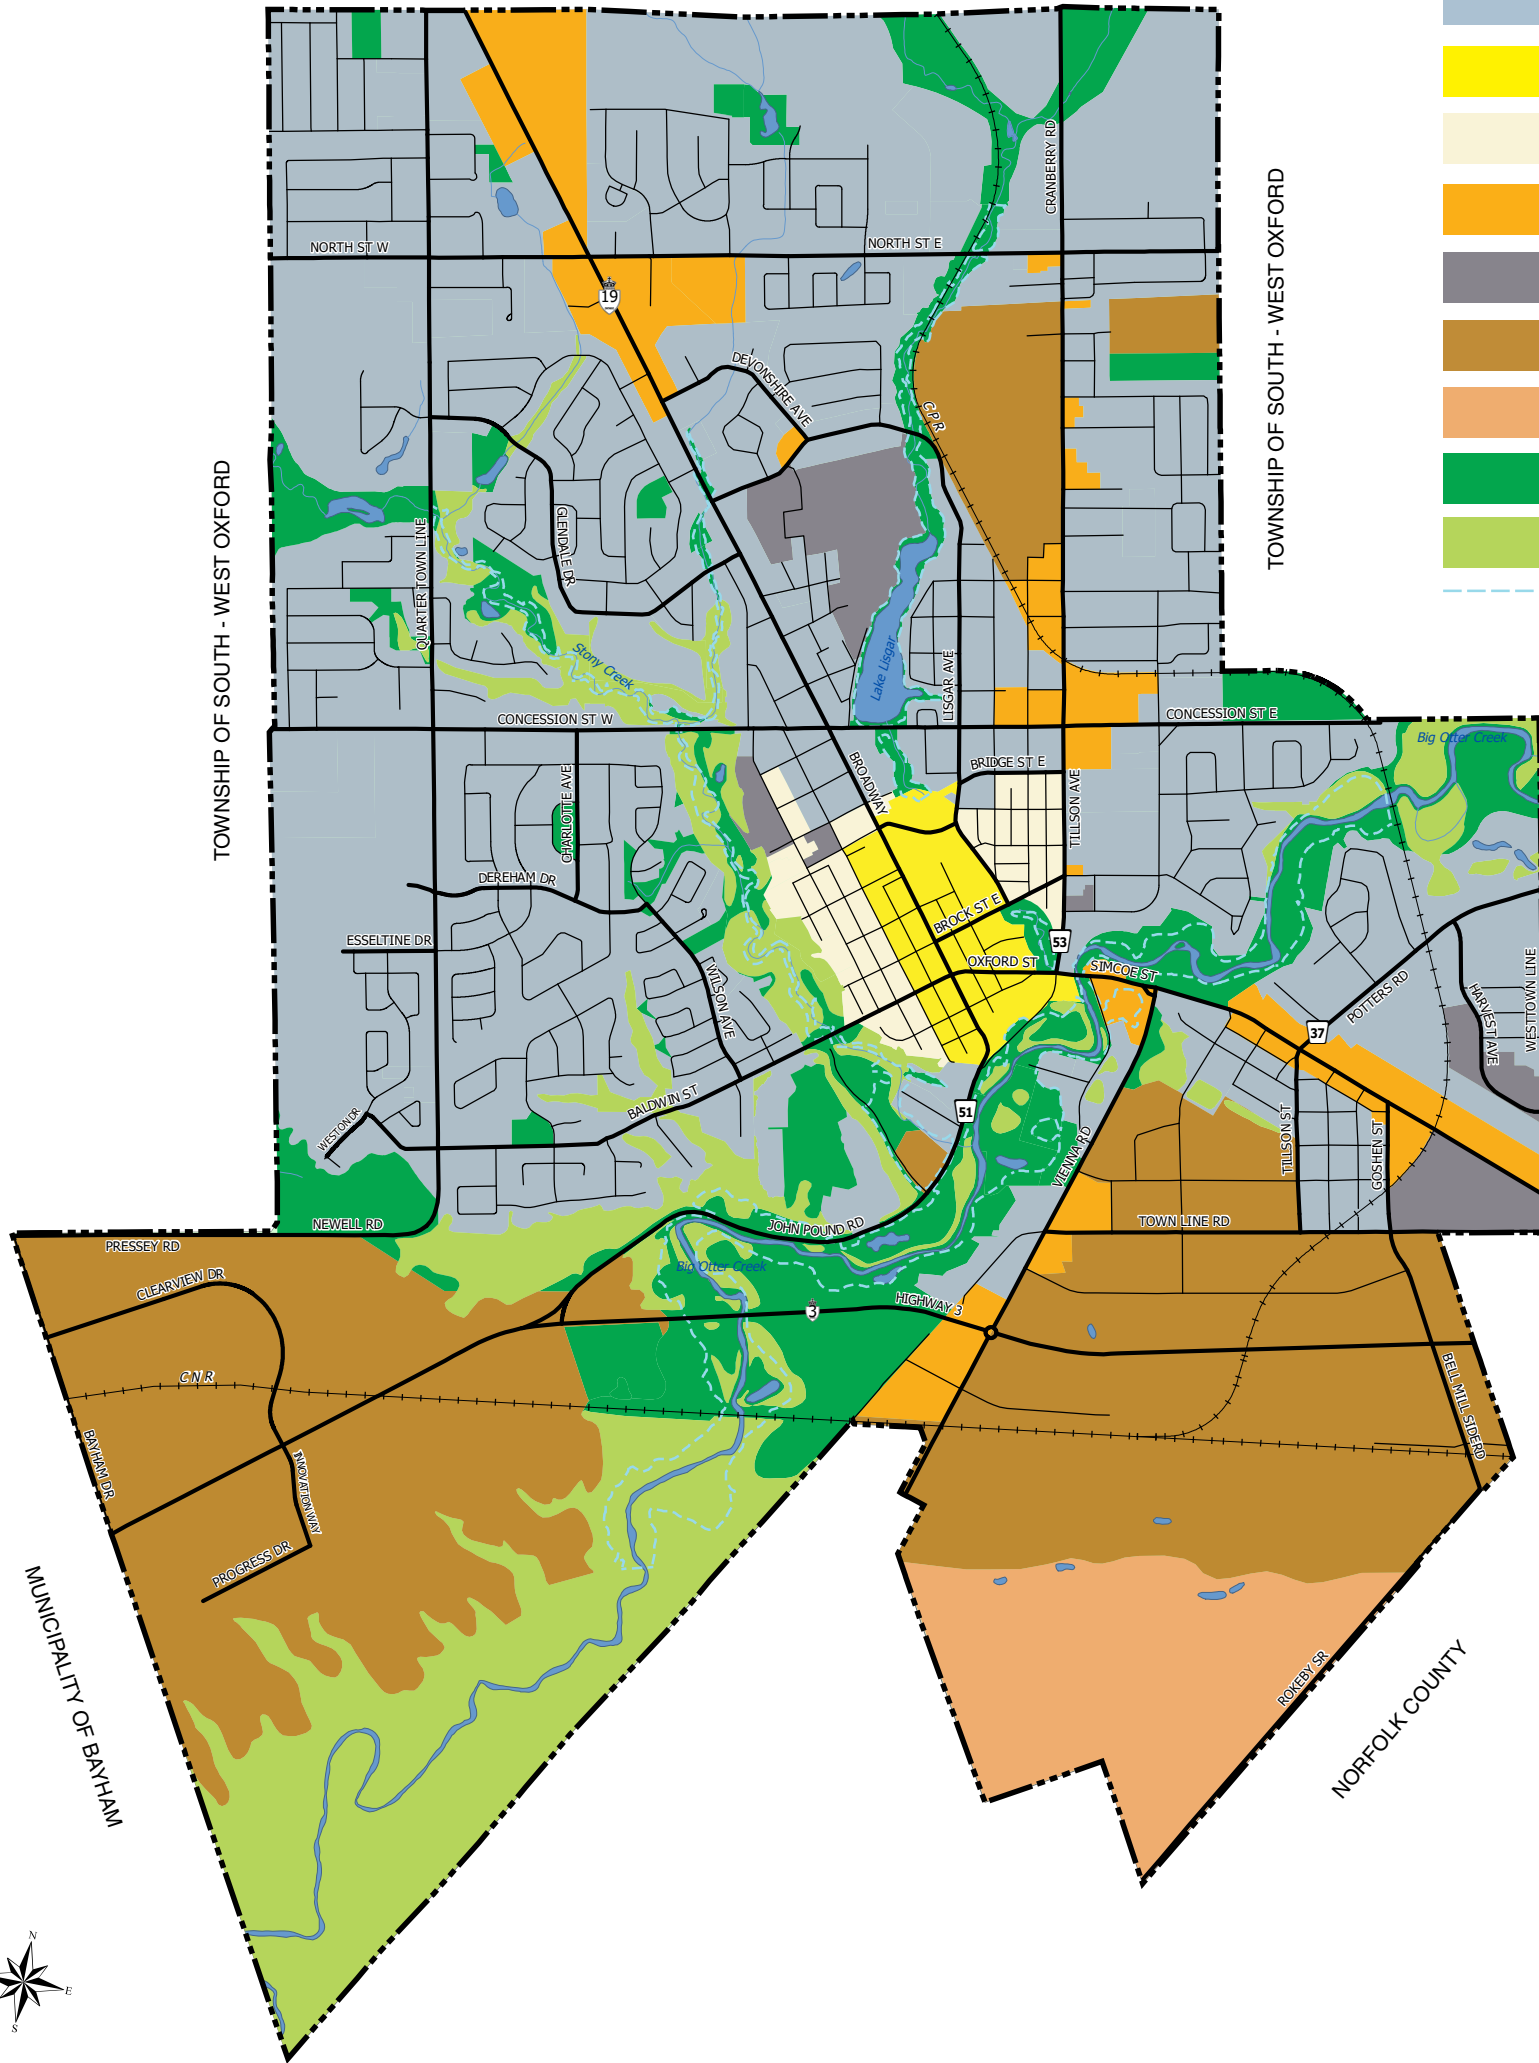 CRANBERRY RD
NORTH ST W
NORTH ST E
19
TOWNSHIP OF SOUTH - WEST OXFORD
DEVONSHIRE AVE
C P R
TOWNSHIP OF SOUTH - WEST OXFORD
QUARTER TOWN LINE
GLENDALE DR
Stony Creek
Lake Lisgar
LISGAR AVE
CONCESSION ST W
CONCESSION ST E
Big Otter Creek
BROADWAY
BRIDGE ST E
TILLSON AVE
CHARLOTTE AVE
DEREHAM DR
BROCK ST E
ESSELTINE DR
53
OXFORD ST
SIMCOE ST
WILSON AVE
POTTERS RD
HARVEST AVE
WEST TOWN LINE
37
BALDWIN ST
51
WESTON DR
VIENNA RD
TILLSON ST
GOSHEN ST
NEWELL RD
JOHN POUND RD
TOWN LINE RD
PRESSEY RD
Big Otter Creek
CLEARVIEW DR
HIGHWAY 3
3
C N R
BELL MILL SIDERD
BAYHAM DR
INNOVATION WAY
PROGRESS DR
MUNICIPALITY OF BAYHAM
ROKEBY SR
NORFOLK COUNTY
N
E
S